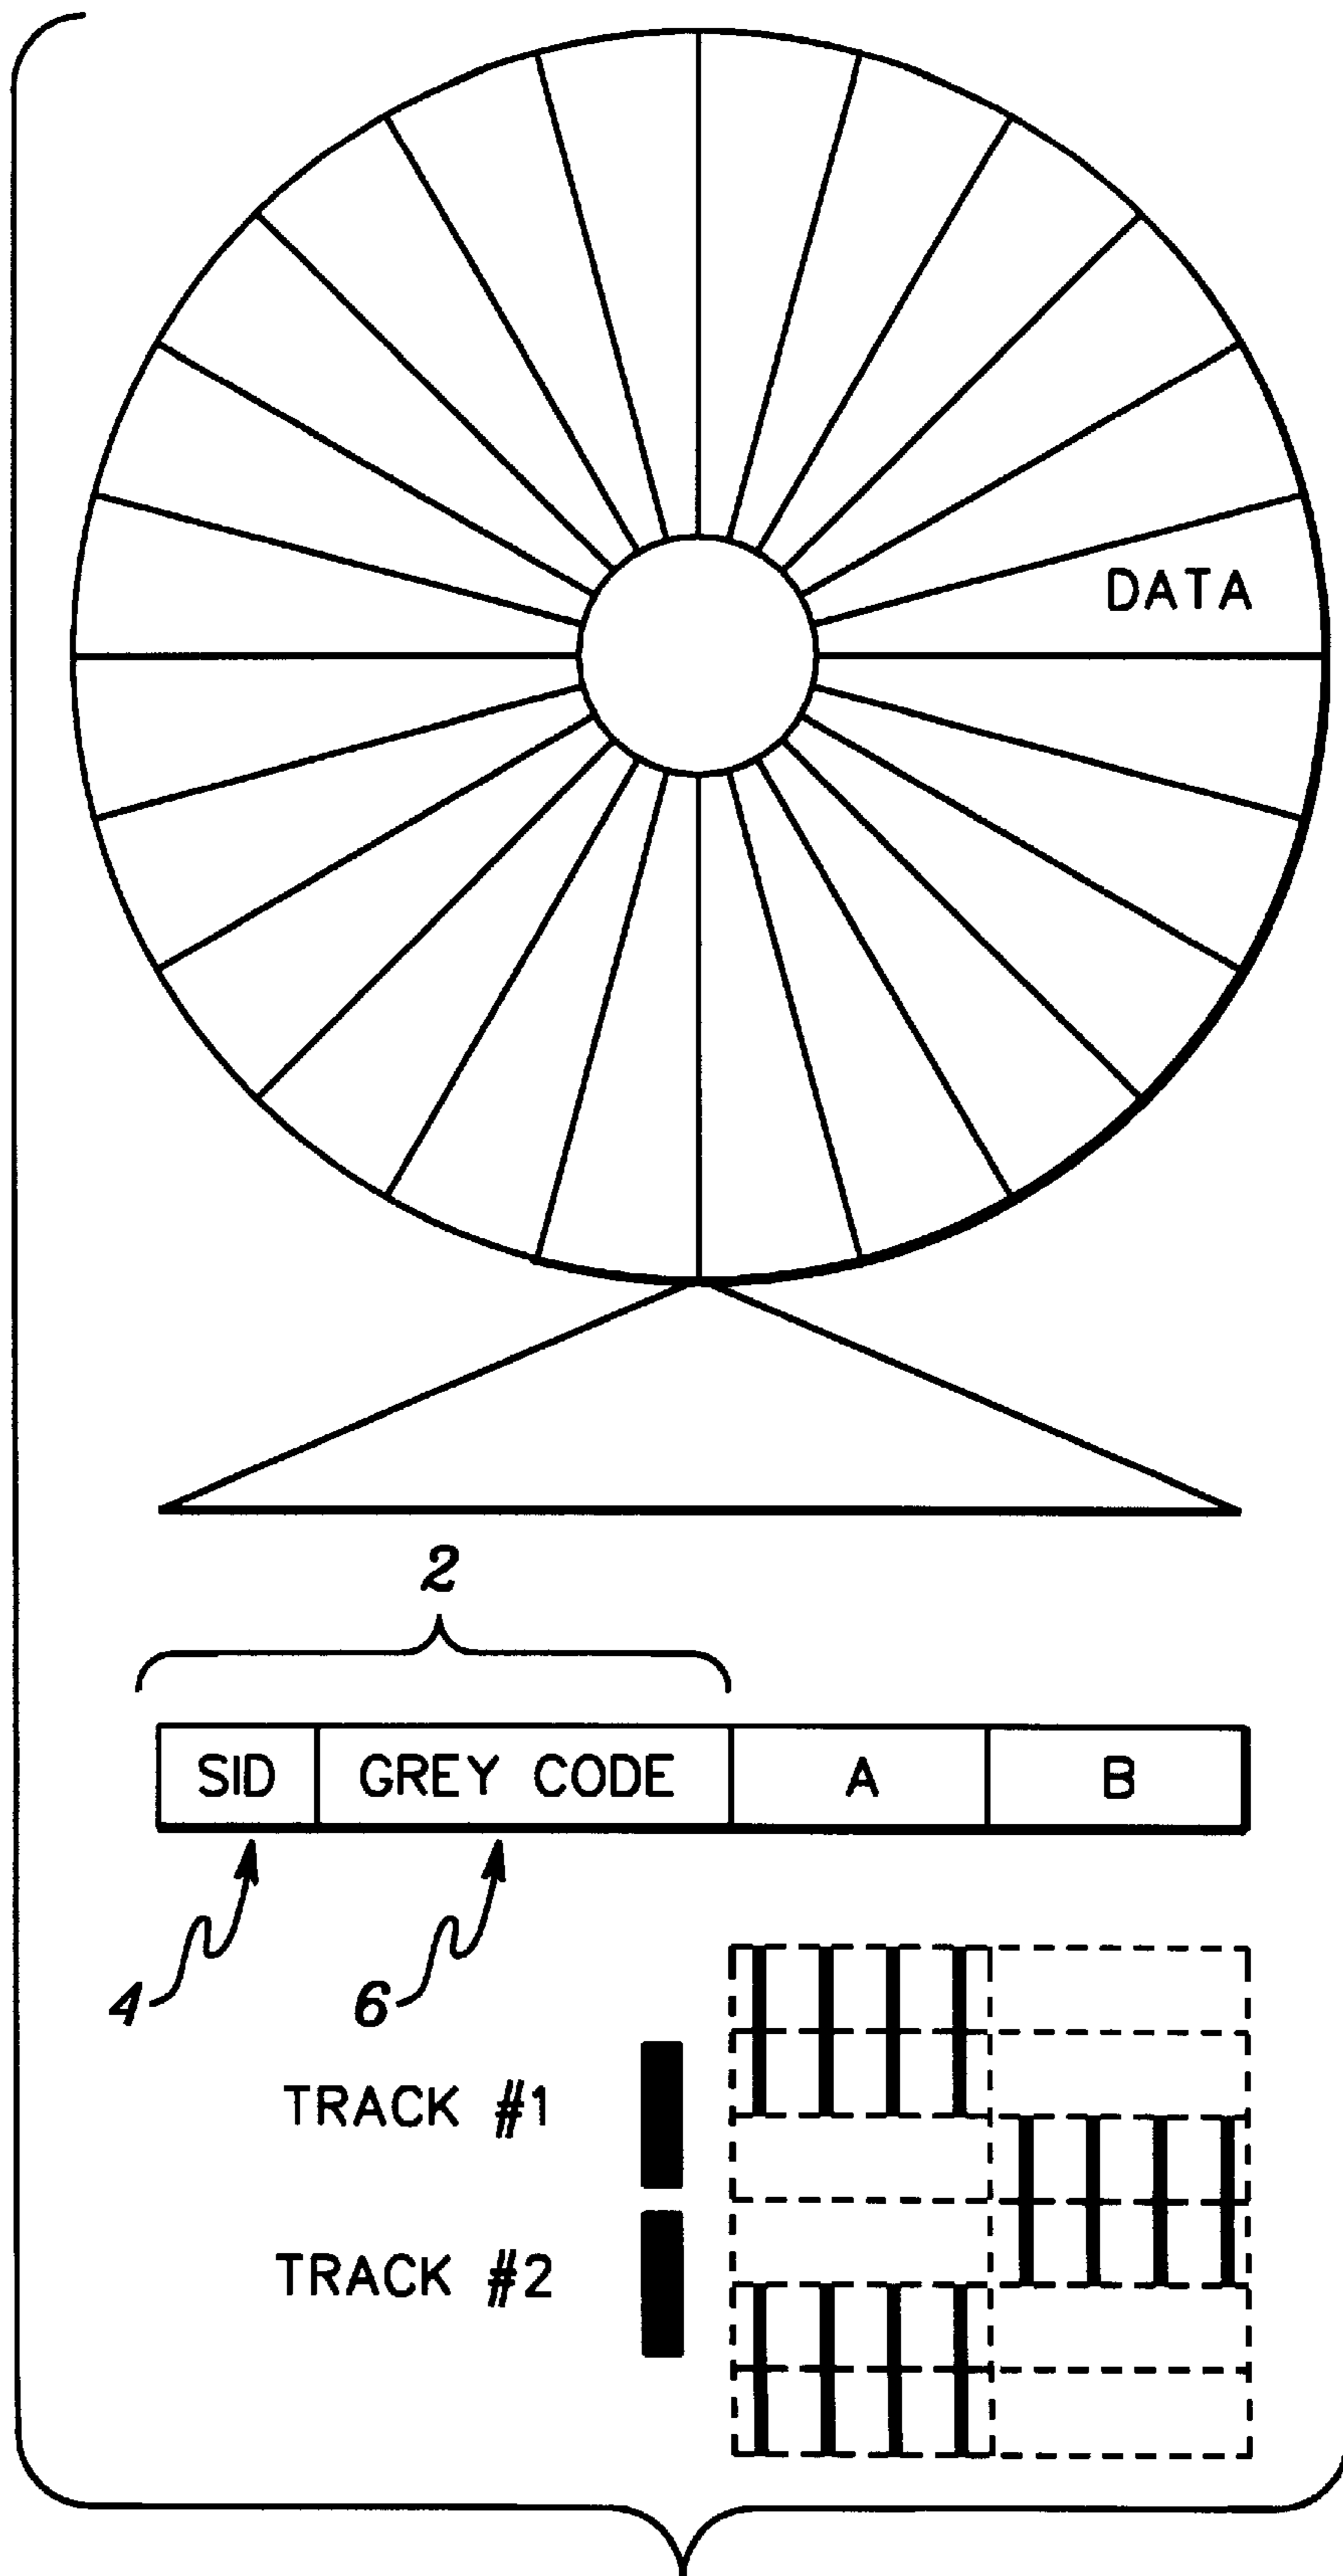 DATA
2
SID GREY CODE A B
4 6
TRACK #1
TRACK #2